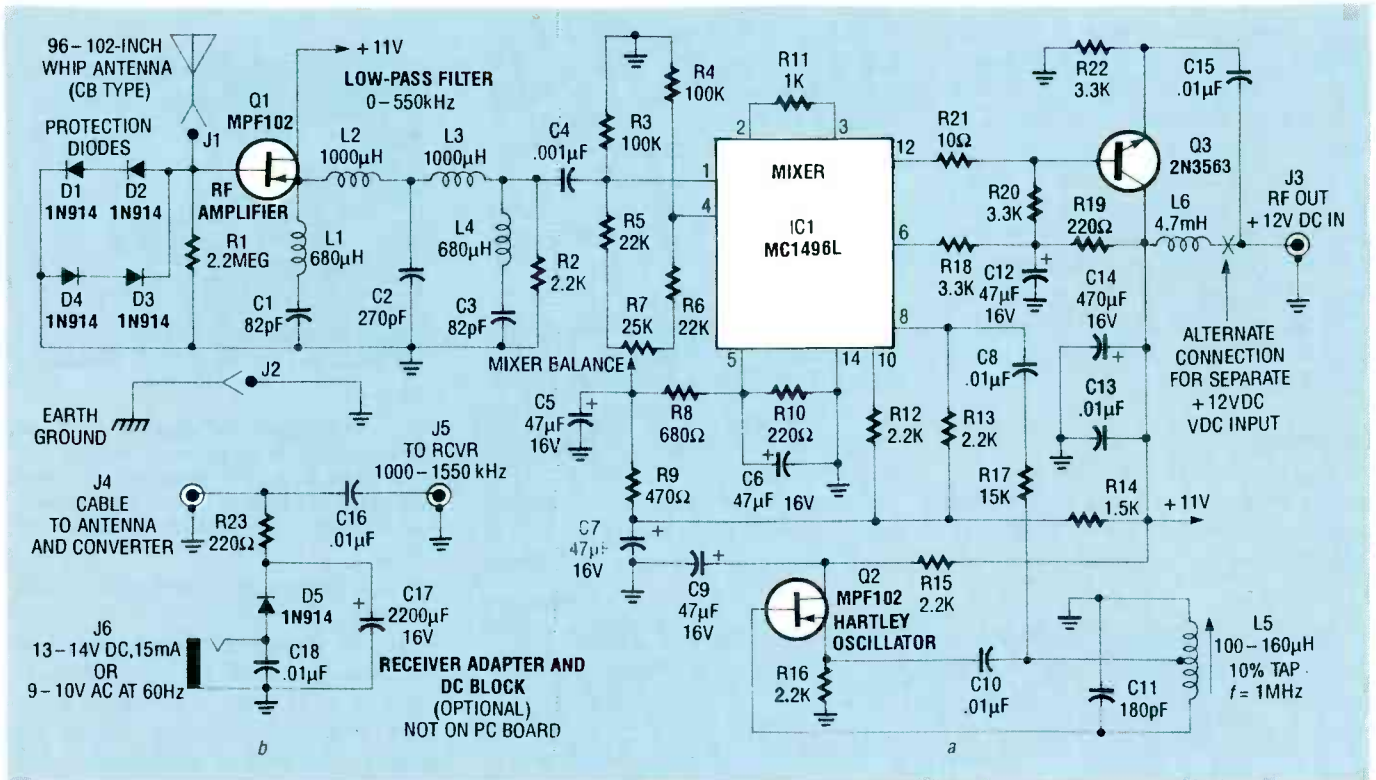 96–102-INCH
WHIP ANTENNA
(CB TYPE)
+ 11V
LOW-PASS FILTER
0–550kHz
Q1
MPF102
PROTECTION
DIODES
J1
D1
1N914
D2
1N914
RF
AMPLIFIER
R1
2.2MEG
D4
1N914
D3
1N914
L2
1000µH
L3
1000µH
C4
.001µF
L1
680µH
L4
680µH
C1
82pF
C2
270pF
C3
82pF
R2
2.2K
R3
100K
R4
100K
R5
22K
R6
22K
R7
25K
MIXER BALANCE
R11
1K
2
3
1
4
12
6
8
5
14
10
MIXER
IC1
MC1496L
R21
10Ω
R22
3.3K
C15
.01µF
Q3
2N3563
R20
3.3K
R19
220Ω
L6
4.7mH
J3
RF OUT
+ 12V DC IN
R18
3.3K
C12
47µF
16V
C14
470µF
16V
ALTERNATE
CONNECTION
FOR SEPARATE
+ 12VDC
VDC INPUT
C8
.01µF
C13
.01µF
J2
EARTH
GROUND
C5
47µF
16V
R8
680Ω
R10
220Ω
R12
2.2K
R13
2.2K
C6
47µF
16V
R9
470Ω
R17
15K
R14
1.5K
+ 11V
C7
47µF
16V
C9
47µF
16V
Q2
MPF102
HARTLEY
OSCILLATOR
R15
2.2K
R16
2.2K
C10
.01µF
C11
180pF
L5
100–160µH
10% TAP
f = 1MHz
J4
CABLE
TO ANTENNA
AND CONVERTER
J5
TO RCVR
1000–1550 kHz
R23
220Ω
C16
.01µF
D5
1N914
C17
2200µF
16V
J6
13–14V DC, 15mA
OR
9–10V AC AT 60Hz
C18
.01µF
RECEIVER ADAPTER AND
DC BLOCK
(OPTIONAL)
NOT ON PC BOARD
b
a